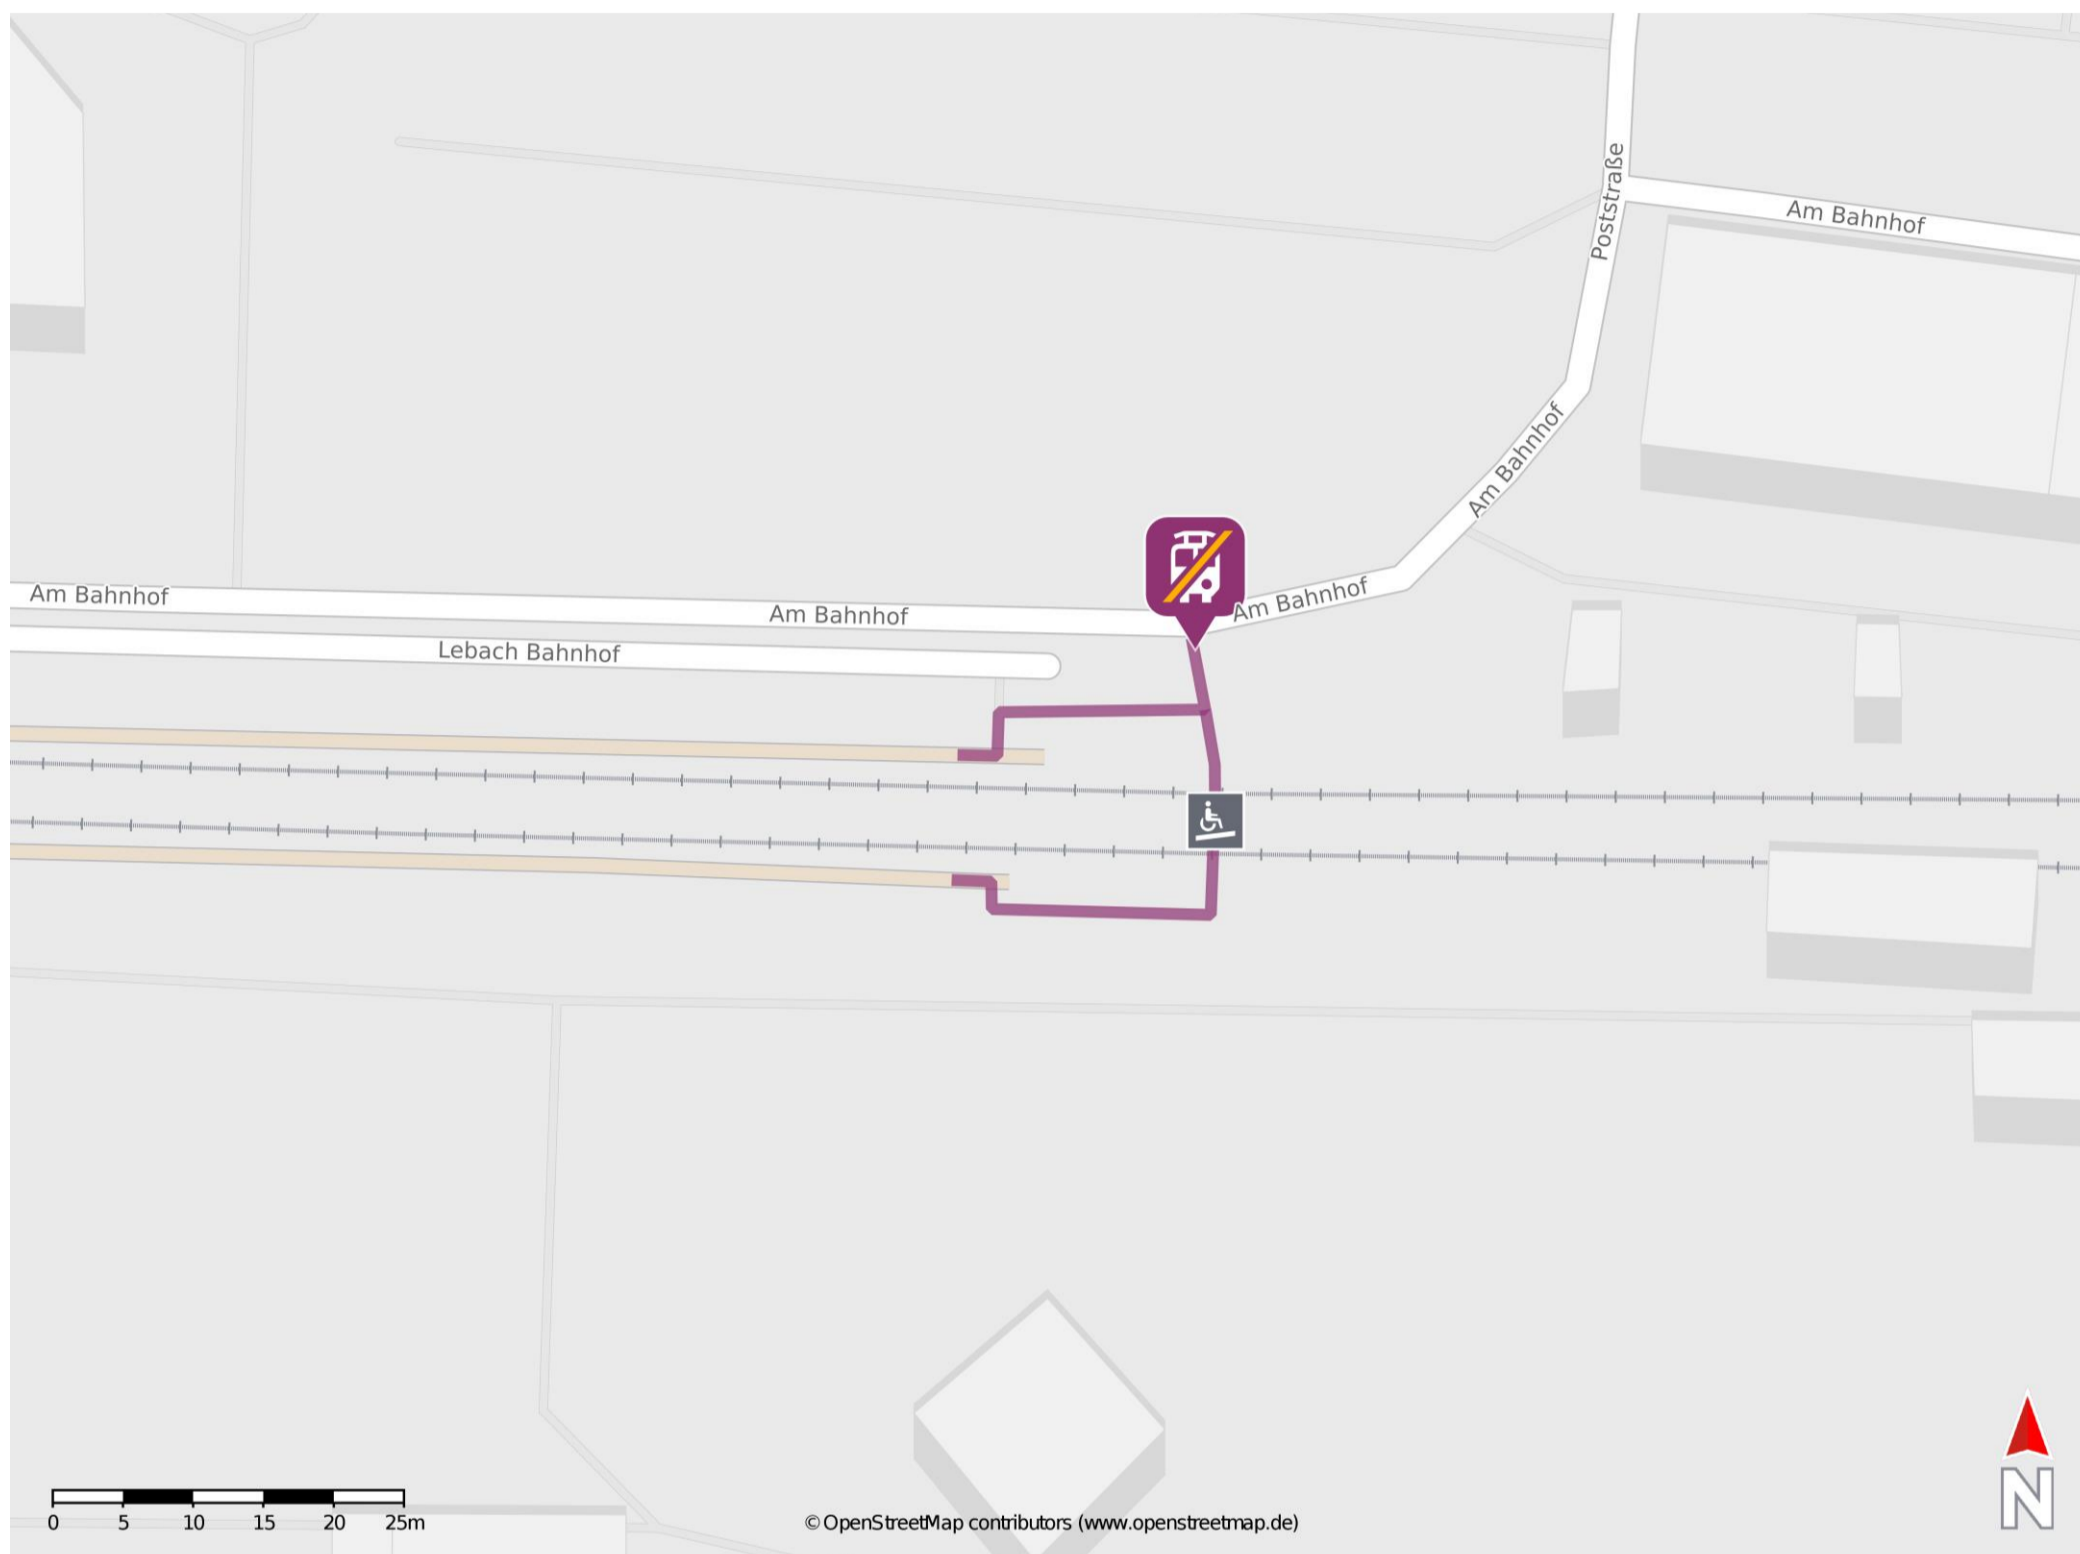 Poststraße
Am Bahnhof
Am Bahnhof
Am Bahnhof
Am Bahnhof
Am Bahnhof
Lebach Bahnhof
0 5 10 15 20 25m
© OpenStreetMap contributors (www.openstreetmap.de)
N